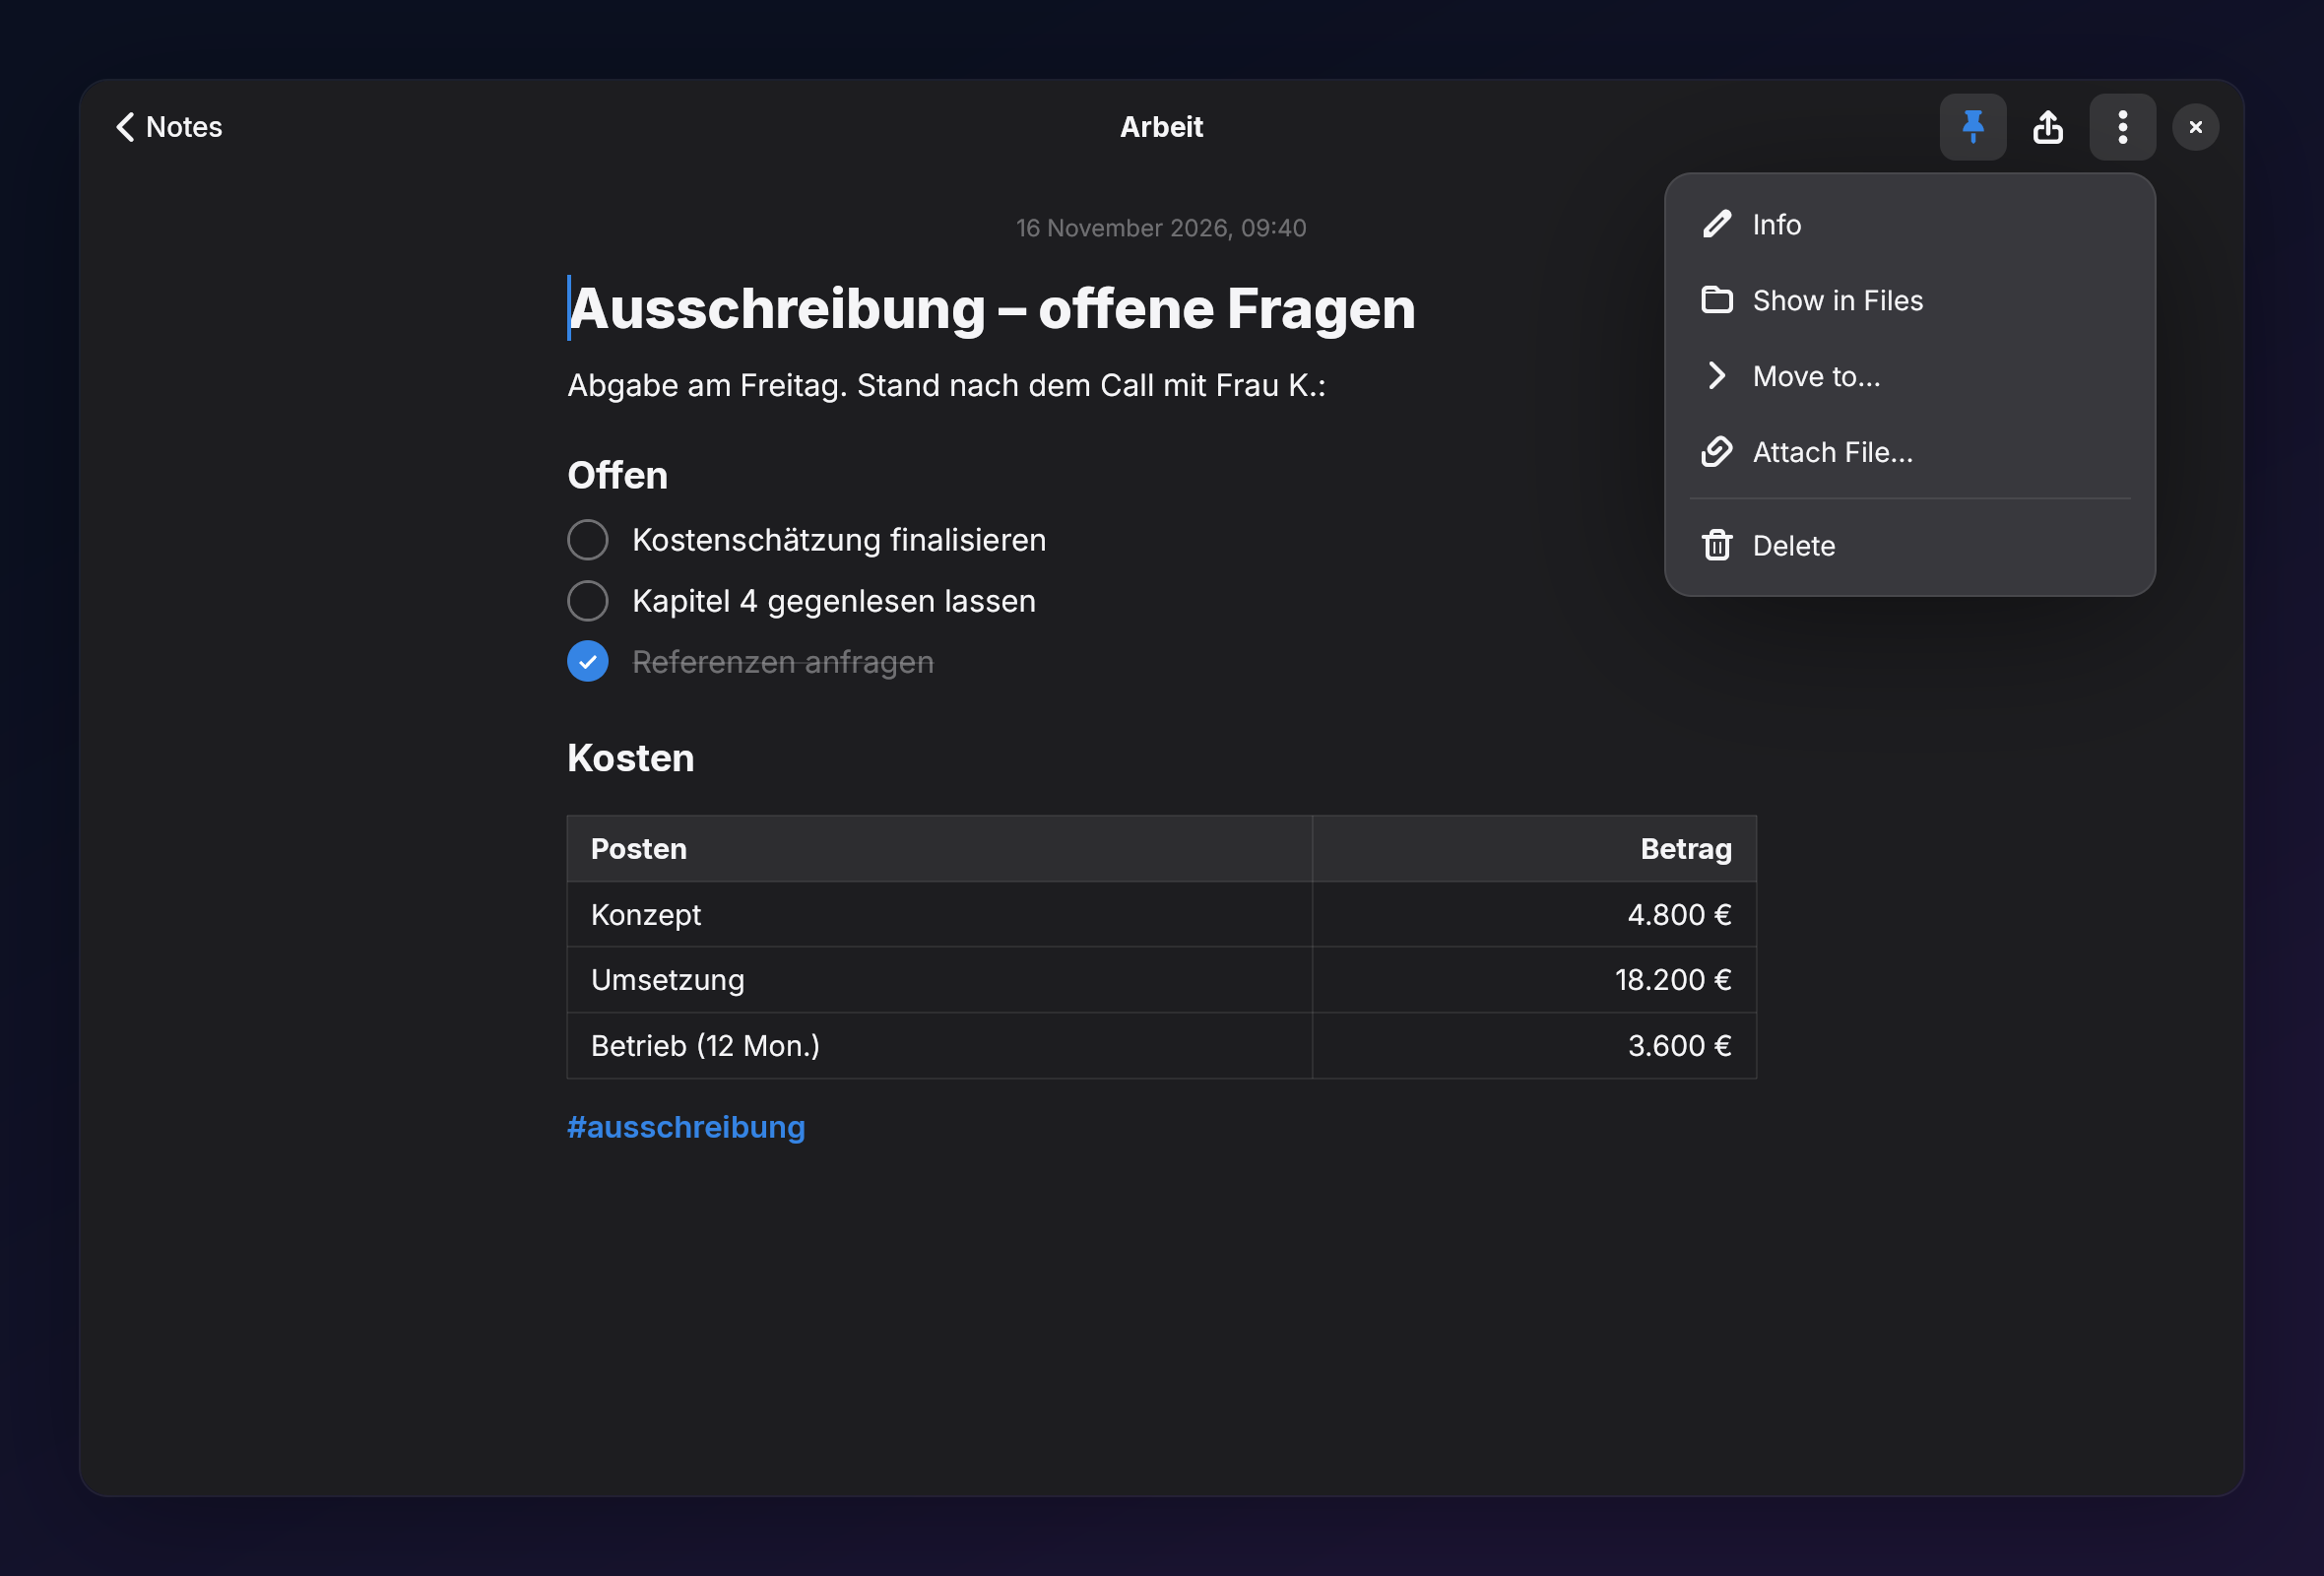 Notes
Arbeit
16 November 2026, 09:40
Ausschreibung – offene Fragen
Abgabe am Freitag. Stand nach dem Call mit Frau K.:
Offen
Kostenschätzung finalisieren
Kapitel 4 gegenlesen lassen
Referenzen anfragen
Kosten
Posten Betrag
Konzept 4.800 €
Umsetzung 18.200 €
Betrieb (12 Mon.) 3.600 €
#ausschreibung
Info
Show in Files
Move to...
Attach File...
Delete